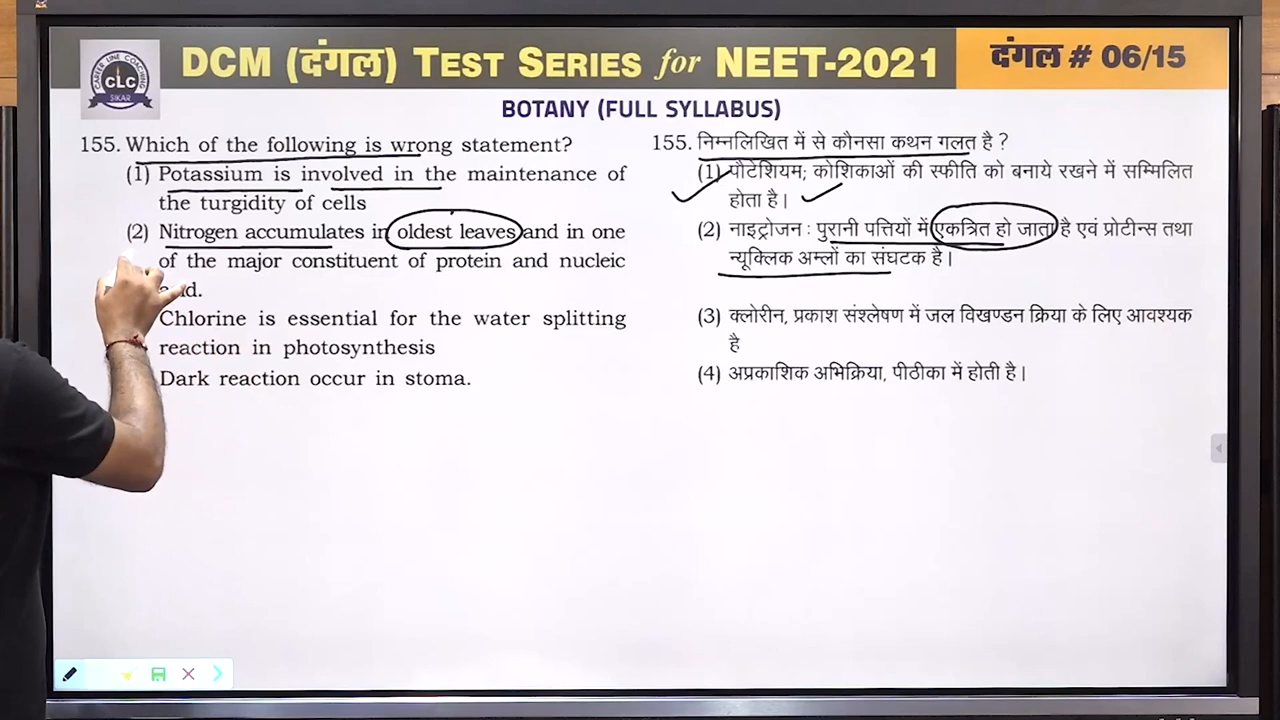 CAREER LINE COACHING
CLC
SIKAR
DCM (दंगल) TEST SERIES for NEET-2021
दंगल # 06/15
BOTANY (FULL SYLLABUS)
155. Which of the following is wrong statement?
(1) Potassium is involved in the maintenance of
the turgidity of cells
(2) Nitrogen accumulates in oldest leaves and in one
of the major constituent of protein and nucleic
Chlorine is essential for the water splitting
reaction in photosynthesis
Dark reaction occur in stoma.
155. निम्नलिखित में से कौनसा कथन गलत है ?
(1) पोटेशियम; कोशिकाओं की स्फीति को बनाये रखने में सम्मिलित
होता है।
(2) नाइट्रोजन : पुरानी पत्तियों में एकत्रित हो जाता है एवं प्रोटीन्स तथा
न्यूक्लिक अम्लों का संघटक है।
(3) क्लोरीन, प्रकाश संश्लेषण में जल विखण्डन क्रिया के लिए आवश्यक
है
(4) अप्रकाशिक अभिक्रिया, पीठीका में होती है।